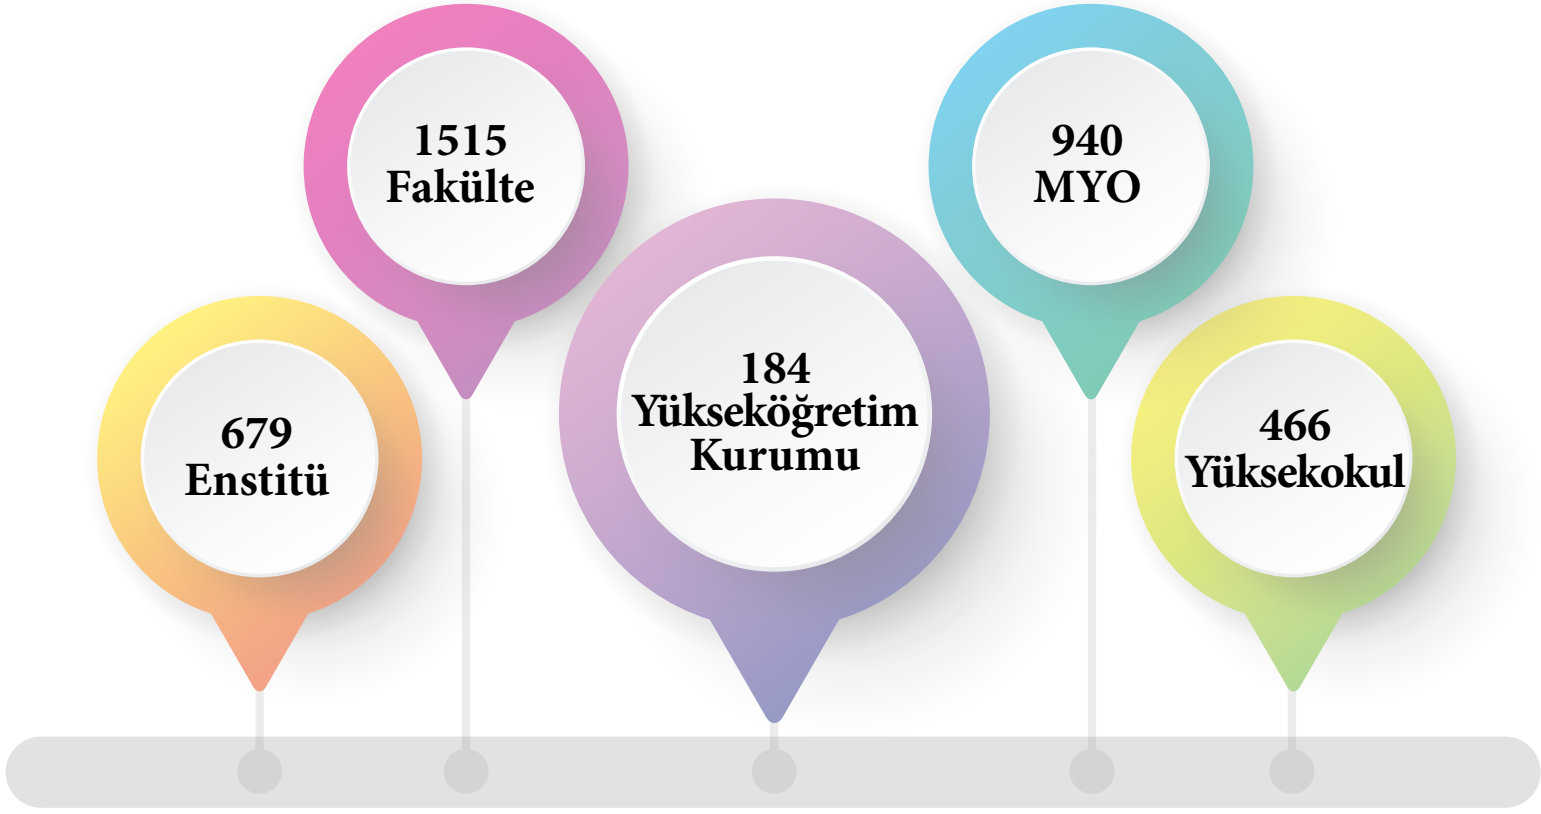 679
Enstitü
1515
Fakülte
184
Yükseköğretim
Kurumu
940
MYO
466
Yüksekokul